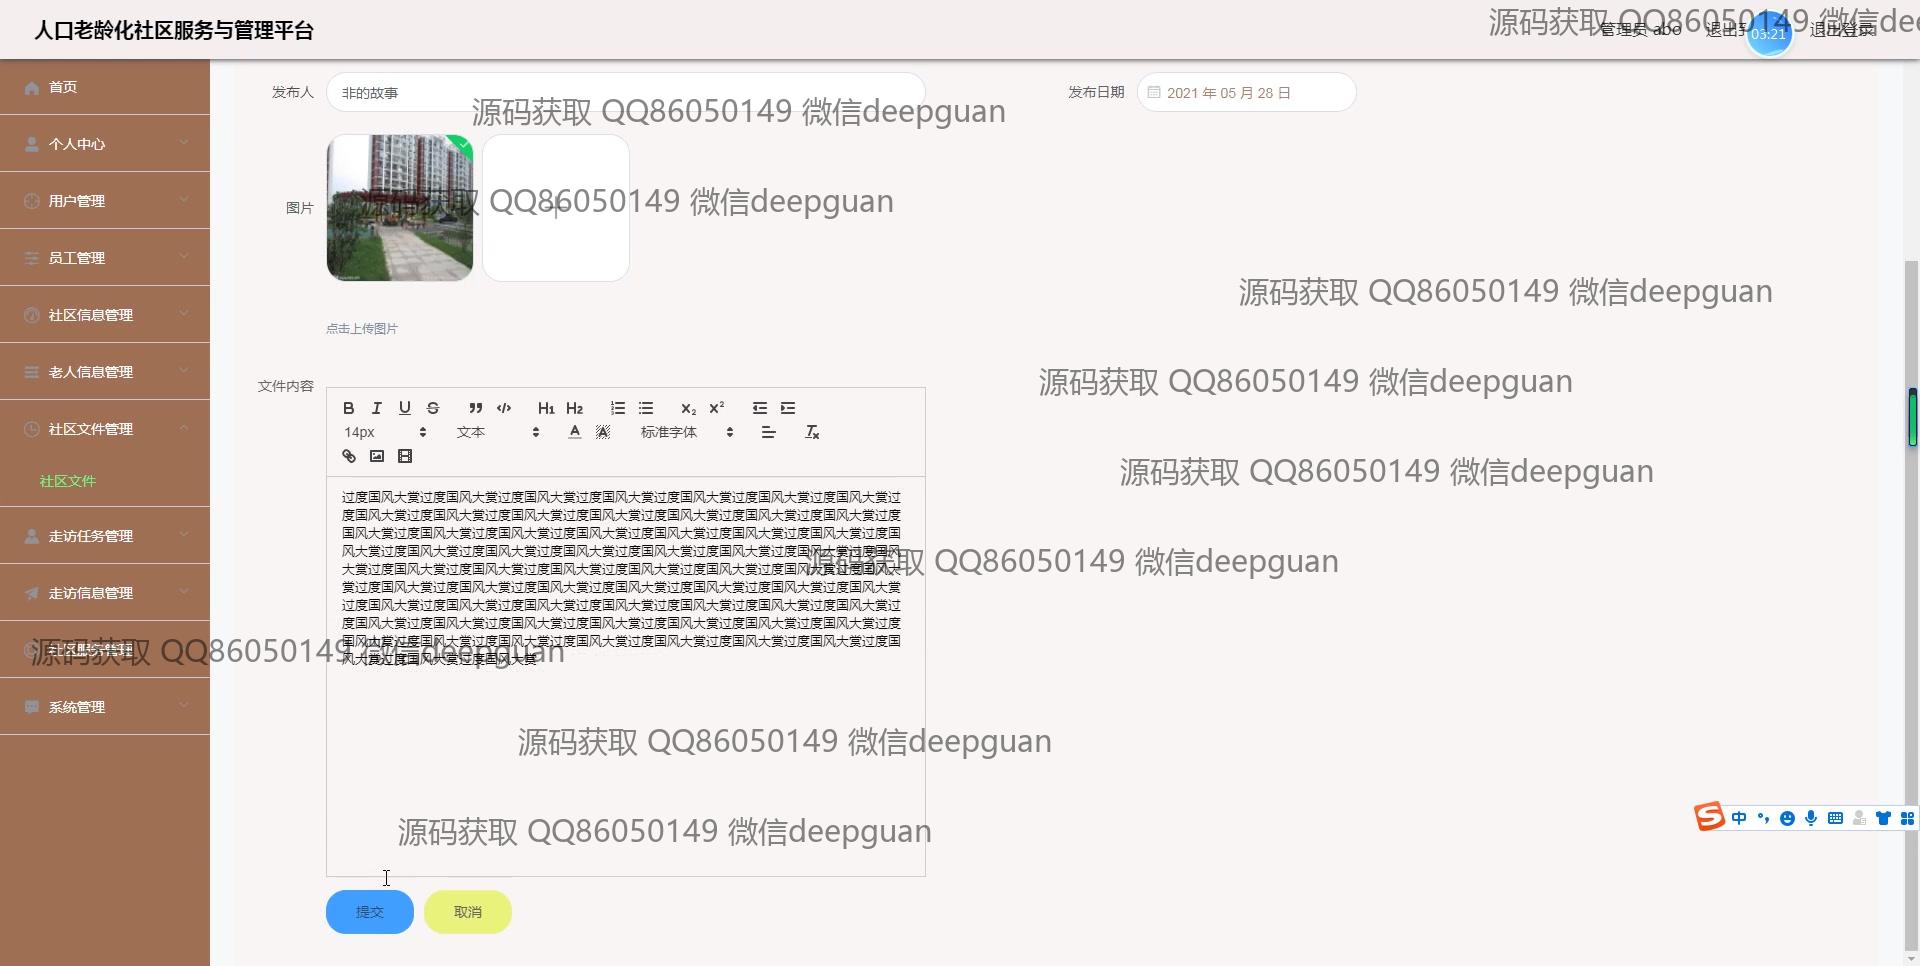 人口老龄化社区服务与管理平台
源码获取 QQ86050149 微信dee
管理员 abo
03:21
退出登录
首页
个人中心
用户管理
员工管理
社区信息管理
老人信息管理
社区文件管理
社区文件
走访任务管理
走访信息管理
社区服务管理
系统管理
发布人
非的故事
发布日期
2021 年 05 月 28 日
源码获取 QQ86050149 微信deepguan
图片
源码获取 QQ86050149 微信deepguan
源码获取 QQ86050149 微信deepguan
点击上传图片
源码获取 QQ86050149 微信deepguan
文件内容
B I U S H1 H2 X2 X2
14px 文本 A A 标准字体 Tx
源码获取 QQ86050149 微信deepguan
过度国风大赏过度国风大赏过度国风大赏过度国风大赏过度国风大赏过度国风大赏过度国风大赏过
度国风大赏过度国风大赏过度国风大赏过度国风大赏过度国风大赏过度国风大赏过度国风大赏过度
国风大赏过度国风大赏过度国风大赏过度国风大赏过度国风大赏过度国风大赏过度国风大赏过度国
风大赏过度国风大赏过度国风大赏过度国风大赏过度国风大赏过度国风大赏过度国风大赏过度国风
大赏过度国风大赏过度国风大赏过度国风大赏过度国风大赏过度国风大赏过度国风大赏过度国风大
赏过度国风大赏过度国风大赏过度国风大赏过度国风大赏过度国风大赏过度国风大赏过度国风大赏
过度国风大赏过度国风大赏过度国风大赏过度国风大赏过度国风大赏过度国风大赏过度国风大赏过
度国风大赏过度国风大赏过度国风大赏过度国风大赏过度国风大赏过度国风大赏过度国风大赏过度
国风大赏过度国风大赏过度国风大赏过度国风大赏过度国风大赏过度国风大赏过度国风大赏过度国
风大赏过度国风大赏过度国风大赏
源码获取 QQ86050149 微信deepguan
源码获取 QQ86050149 微信deepguan
源码获取 QQ86050149 微信deepguan
源码获取 QQ86050149 微信deepguan
中
提交
取消